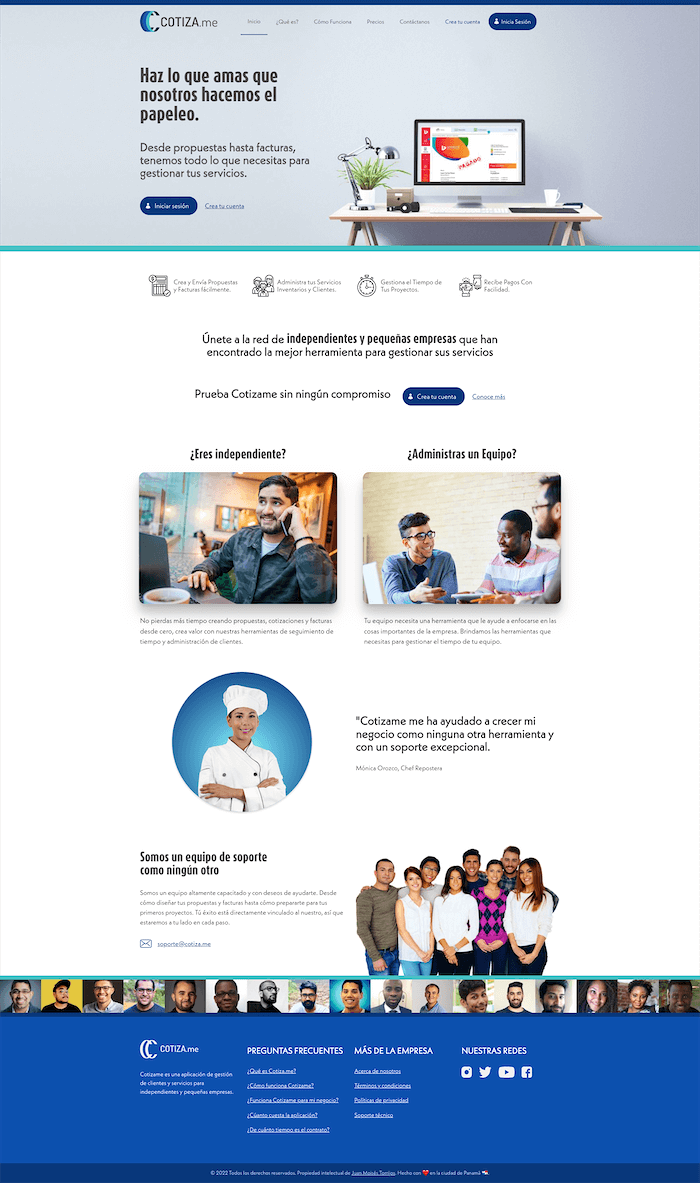 COTIZA.me
Inicio
¿Qué es?
Cómo Funciona
Precios
Contáctanos
Crea tu cuenta
Inicia Sesión
Haz lo que amas que
nosotros hacemos el
papeleo.
Desde propuestas hasta facturas,
tenemos todo lo que necesitas para
gestionar tus servicios.
Iniciar sesión
Crea tu cuenta
PAGADO
Crea y Envía Propuestas
y Facturas fácilmente.
Administra tus Servicios
Inventarios y Clientes.
Gestiona el Tiempo de
Tus Proyectos.
Recibe Pagos Con
Facilidad.
Únete a la red de independientes y pequeñas empresas que han
encontrado la mejor herramienta para gestionar sus servicios
Prueba Cotizame sin ningún compromiso
Crea tu cuenta
Conoce más
¿Eres independiente?
¿Administras un Equipo?
No pierdas más tiempo creando propuestas, cotizaciones y facturas
desde cero, crea valor con nuestras herramientas de seguimiento de
tiempo y administración de clientes.
Tu equipo necesita una herramienta que le ayude a enfocarse en las
cosas importantes de la empresa. Brindamos las herramientas que
necesitas para gestionar el tiempo de tu equipo.
"Cotizame me ha ayudado a crecer mi
negocio como ninguna otra herramienta y
con un soporte excepcional.
Mónica Orozco, Chef Repostera
Somos un equipo de soporte
como ningún otro
Somos un equipo altamente capacitado y con deseos de ayudarte. Desde
cómo diseñar tus propuestas y facturas hasta cómo prepararte para tus
primeros proyectos. Tú éxito está directamente vinculado al nuestro, así que
estaremos a tu lado en cada paso.
soporte@cotiza.me
COTIZA.me
Cotizame es una aplicación de gestión
de clientes y servicios para
independientes y pequeñas empresas.
PREGUNTAS FRECUENTES
¿Qué es Cotiza.me?
¿Cómo funciona Cotizame?
¿Funciona Cotizame para mi negocio?
¿Cúanto cuesta la aplicación?
¿De cuánto tiempo es el contrato?
MÁS DE LA EMPRESA
Acerca de nosotros
Términos y condiciones
Políticas de privacidad
Soporte técnico
NUESTRAS REDES
© 2022 Todos los derechos reservados. Propiedad intelectual de Juan Moisés Torrijos. Hecho con ❤️ en la ciudad de Panamá 🇵🇦.